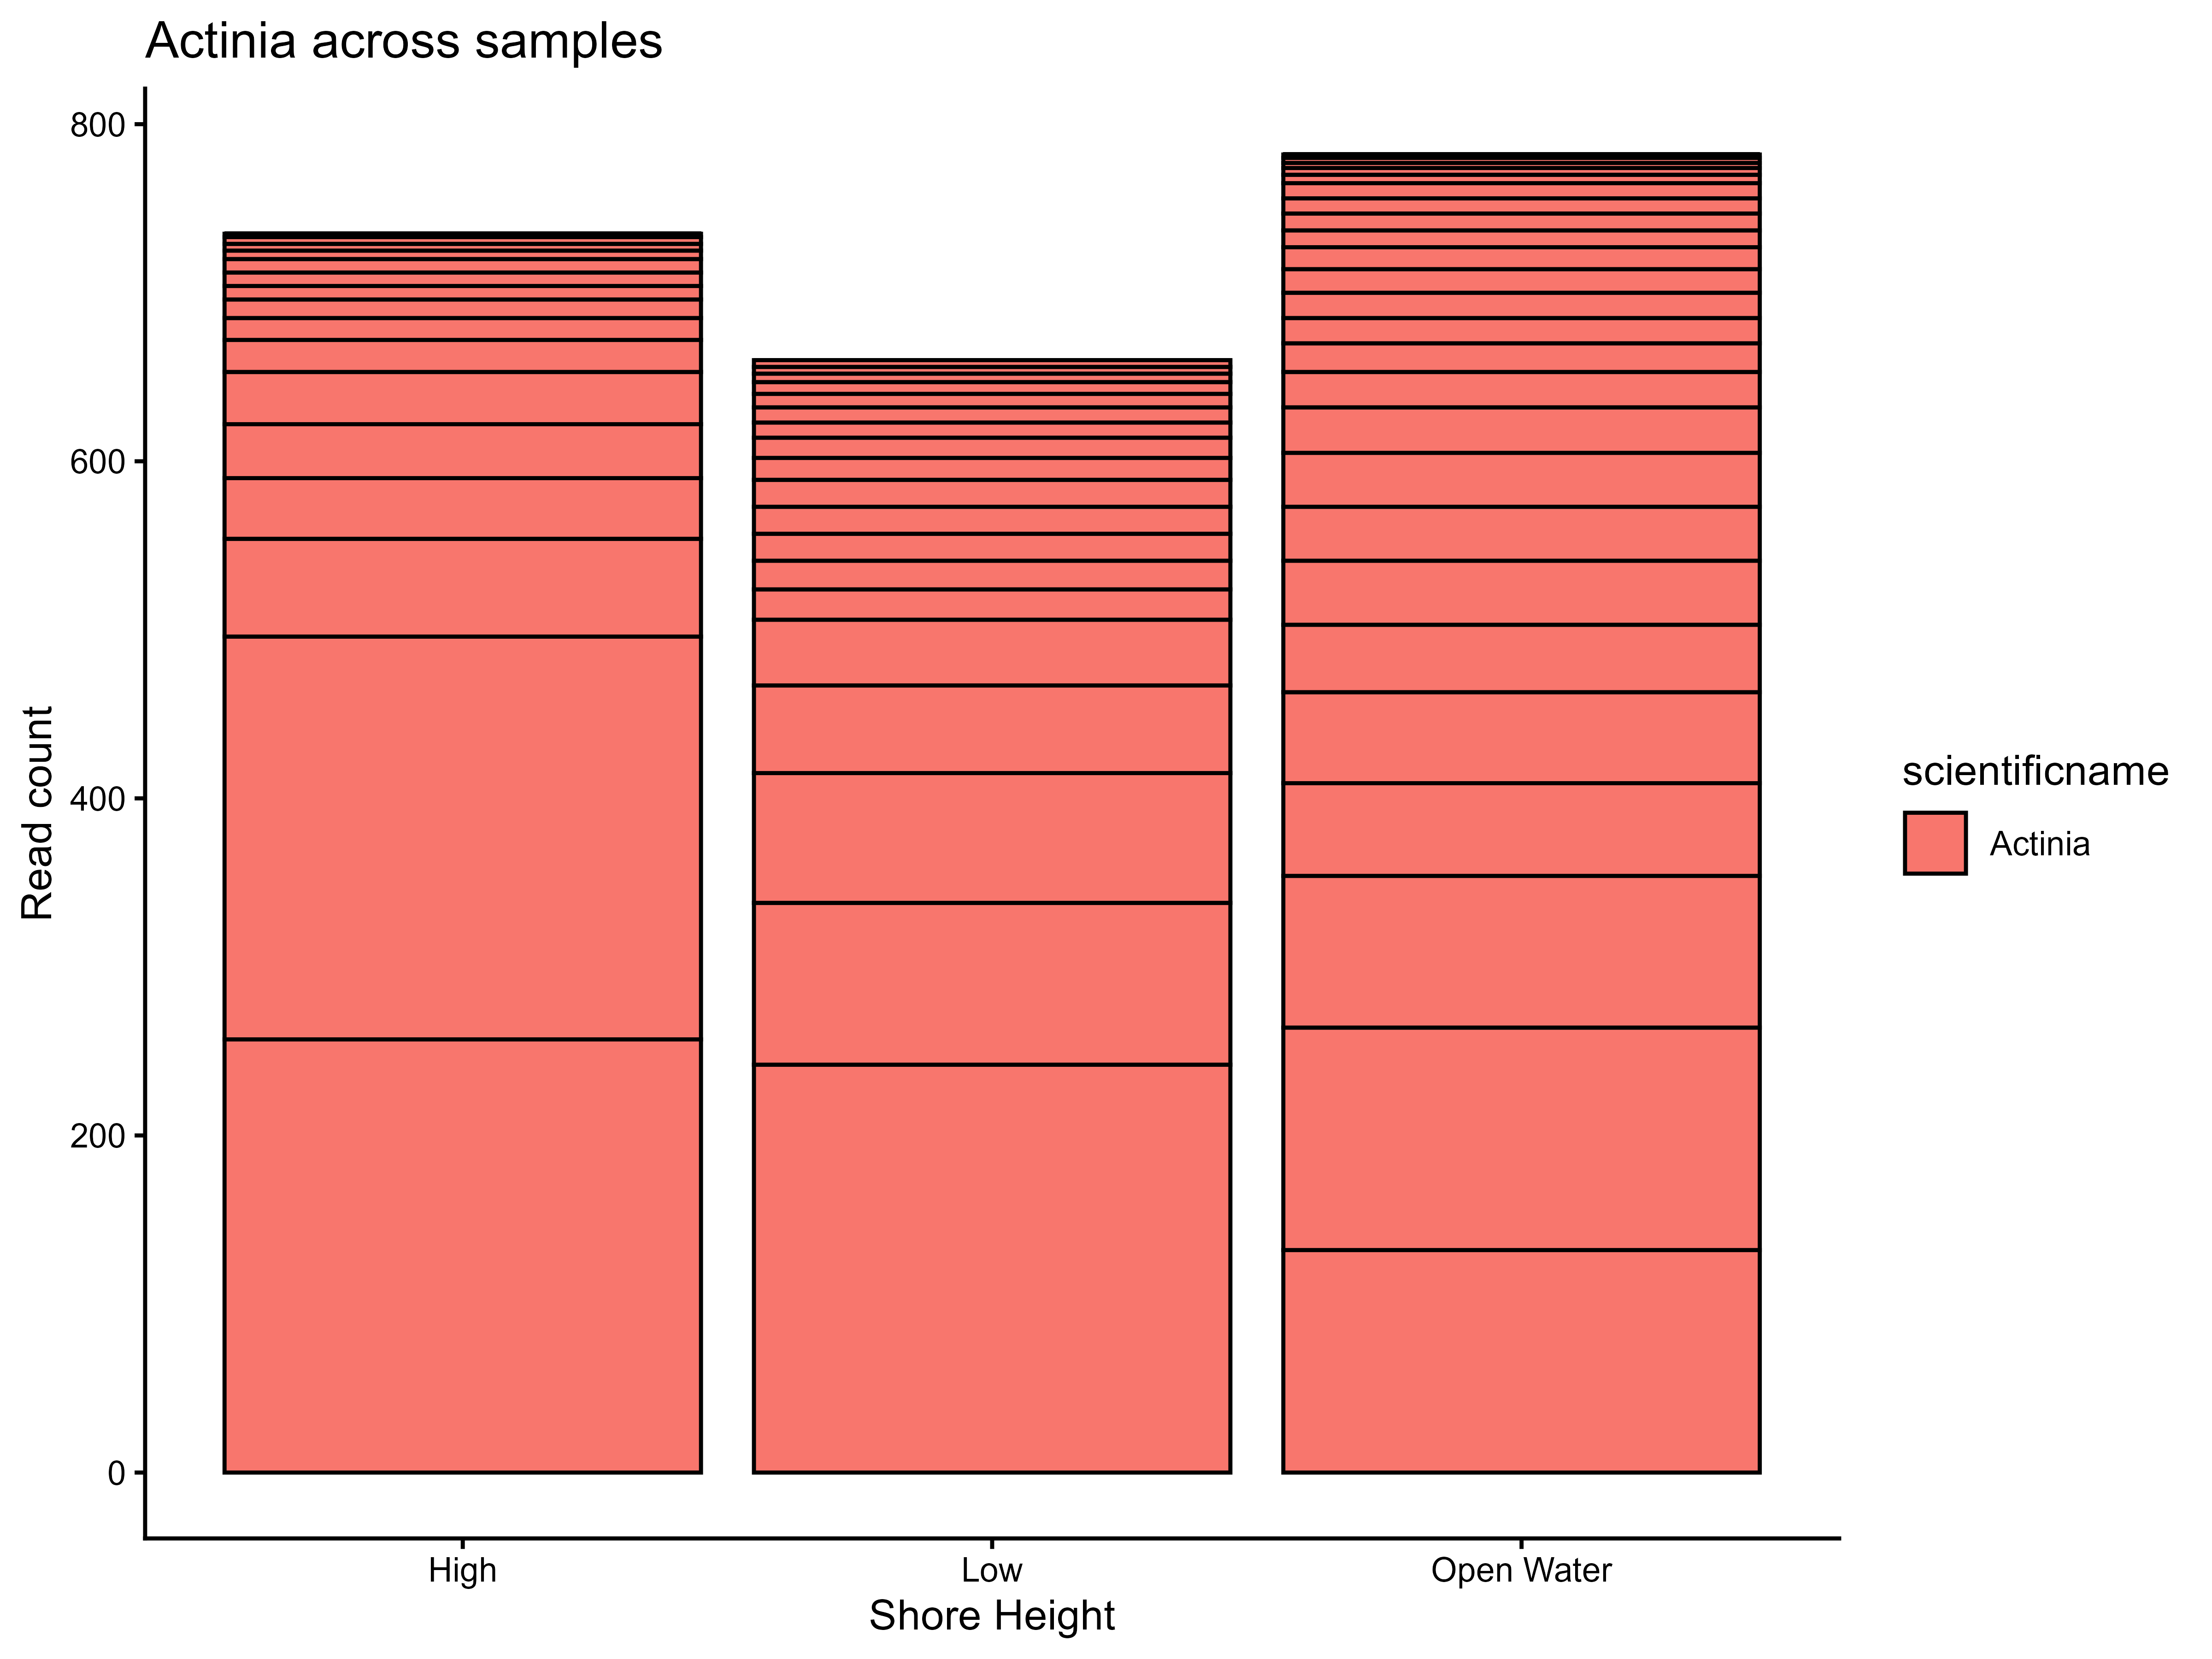 Actinia across samples
800
600
400
200
0
Read count
High
Low
Open Water
Shore Height
scientificname
Actinia